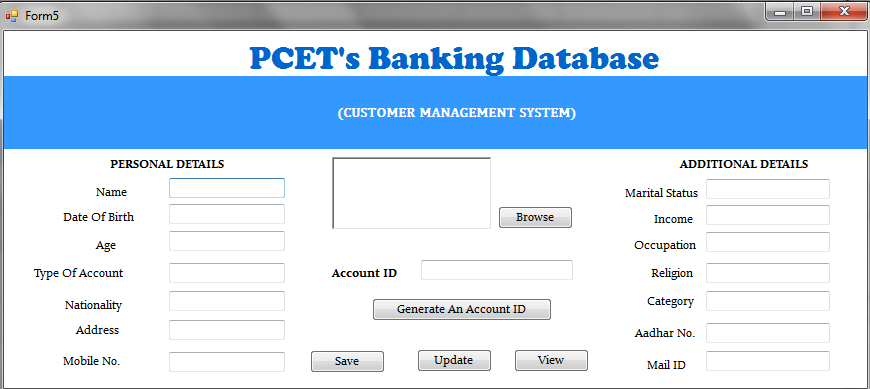 Form5
PCET's Banking Database
(CUSTOMER MANAGEMENT SYSTEM)
PERSONAL DETAILS
Name
Date Of Birth
Age
Type Of Account
Nationality
Address
Mobile No.
Browse
Account ID
Generate An Account ID
Save
Update
View
ADDITIONAL DETAILS
Marital Status
Income
Occupation
Religion
Category
Aadhar No.
Mail ID